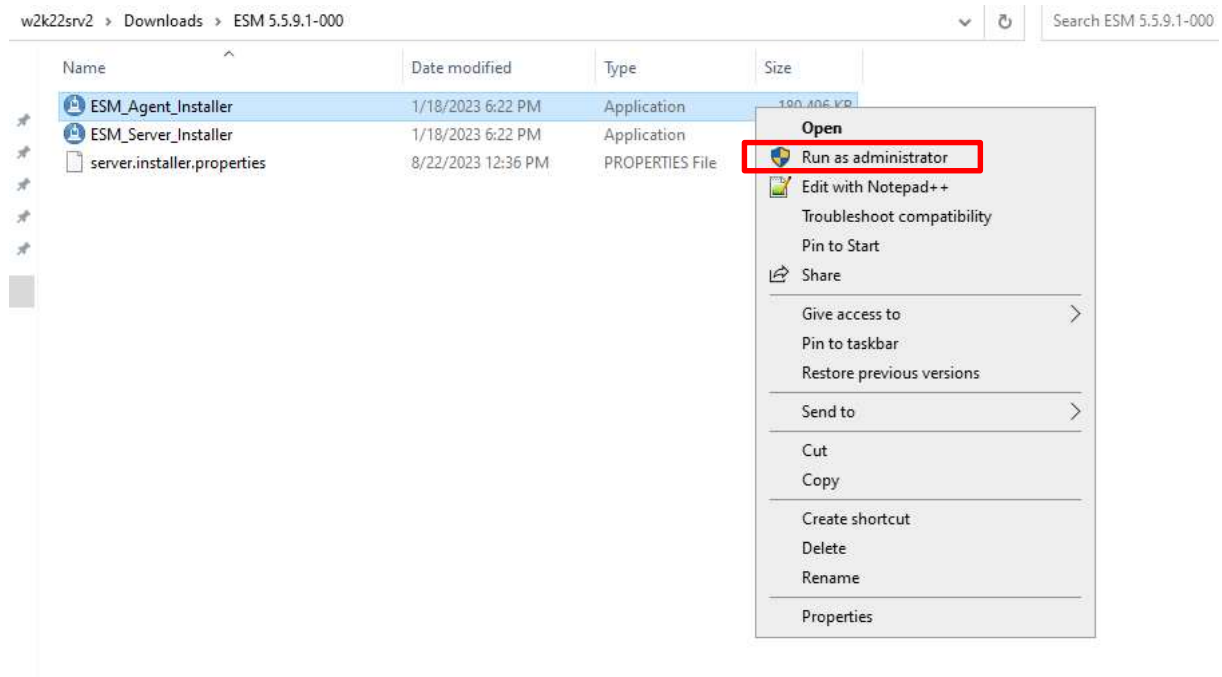 w2k22srv2 > Downloads > ESM 5.5.9.1-000
Search ESM 5.5.9.1-000
Name Date modified Type Size
ESM_Agent_Installer 1/18/2023 6:22 PM Application 180,406 KB
ESM_Server_Installer 1/18/2023 6:22 PM Application
server.installer.properties 8/22/2023 12:36 PM PROPERTIES File
Open
Run as administrator
Edit with Notepad++
Troubleshoot compatibility
Pin to Start
Share
Give access to
Pin to taskbar
Restore previous versions
Send to
Cut
Copy
Create shortcut
Delete
Rename
Properties